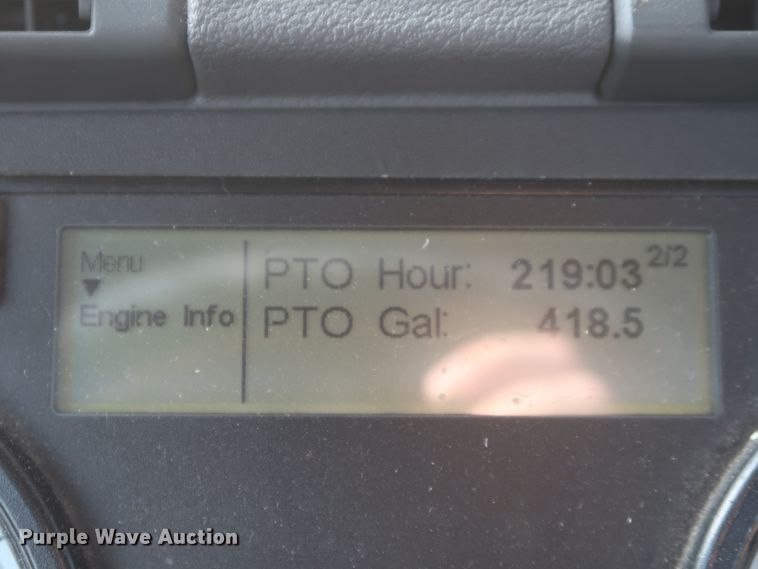 Menu
▼
Engine Info
PTO Hour: 219:03 2/2
PTO Gal: 418.5
Purple Wave Auction